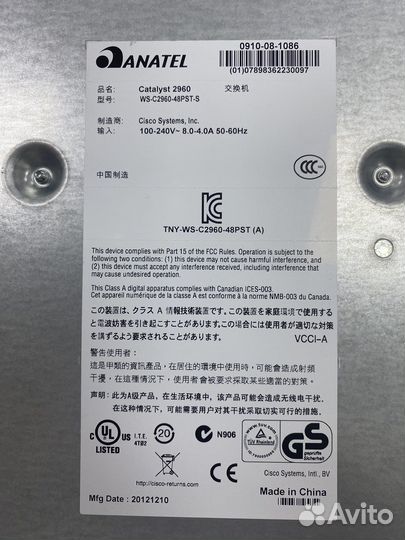 ANATEL
0910-08-1086
(01)07898362230097
品名: Catalyst 2960 交换机
型号: WS-C2960-48PST-S
制造商: Cisco Systems, Inc.
输入: 100-240V~ 8.0-4.0A 50-60Hz
中国制造
CCC
TNY-WS-C2960-48PST (A)
This device complies with Part 15 of the FCC Rules. Operation is subject to the
following two conditions: (1) this device may not cause harmful interference, and
(2) this device must accept any interference received, including interference
that may cause undesired operation.
This Class A digital apparatus complies with Canadian ICES-003.
Cet appareil numérique de la classe A est conforme à la norme NMB-003 du Canada.
この装置は、クラス A 情報技術装置です。この装置を家庭環境で使用す
ると電波妨害を引き起こすことがあります。使用者は適切な対策
を講ずるよう要求されることがあります。 VCCI-A
警告使用者:
這是甲類的資訊產品，在居住的環境中使用時，可能會造成射頻
干擾，在這種情況下，使用者會被要求採取某些適當的對策。
声明: 此为A级产品，在生活环境中，该产品可能会造成无线电干扰。
在这种情况下，可能需要用户对其干扰采取切实可行的措施。
UL
LISTED
I.T.E.
20
N906
www.tuv.com
TÜV Rheinland
GS
http://cisco-returns.com
Cisco Systems, Intl., BV
Made in China
Mfg Date : 20121210
Avito